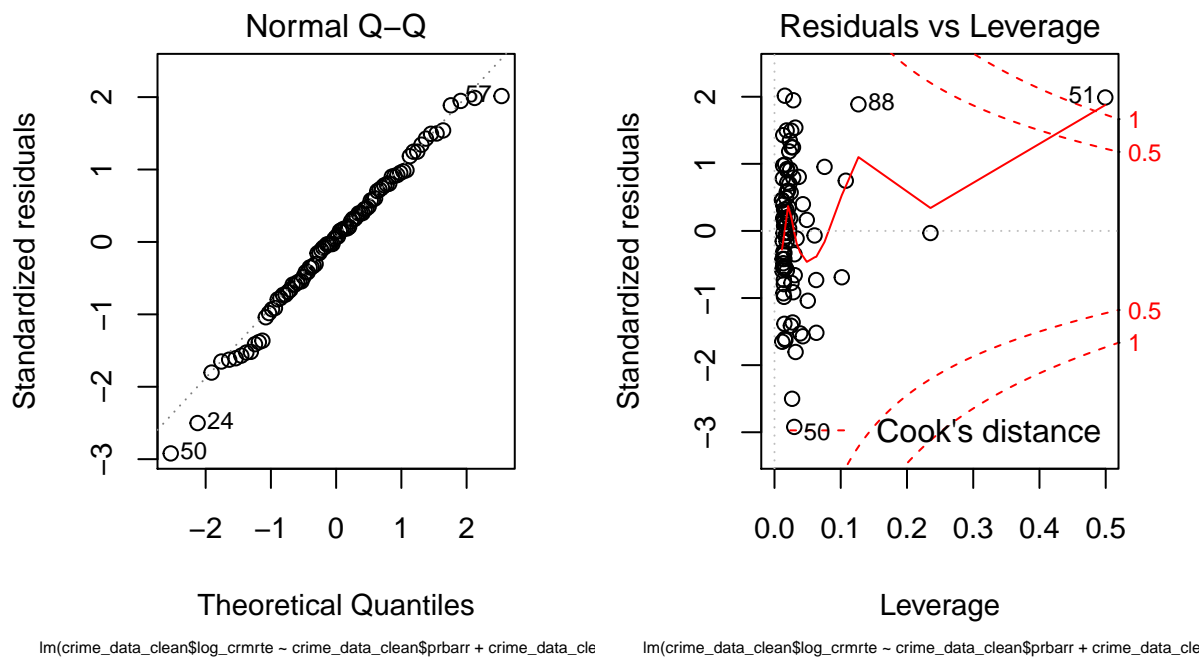 Normal Q−Q
Standardized residuals
2
1
0
−1
−2
−3
57
24
50
−2 −1 0 1 2
Theoretical Quantiles
lm(crime_data_clean$log_crmrte ~ crime_data_clean$prbarr + crime_data_cle
Residuals vs Leverage
Standardized residuals
2
1
0
−1
−2
−3
51
88
1
0.5
0.5
1
50
Cook's distance
0.0 0.1 0.2 0.3 0.4 0.5
Leverage
lm(crime_data_clean$log_crmrte ~ crime_data_clean$prbarr + crime_data_cle